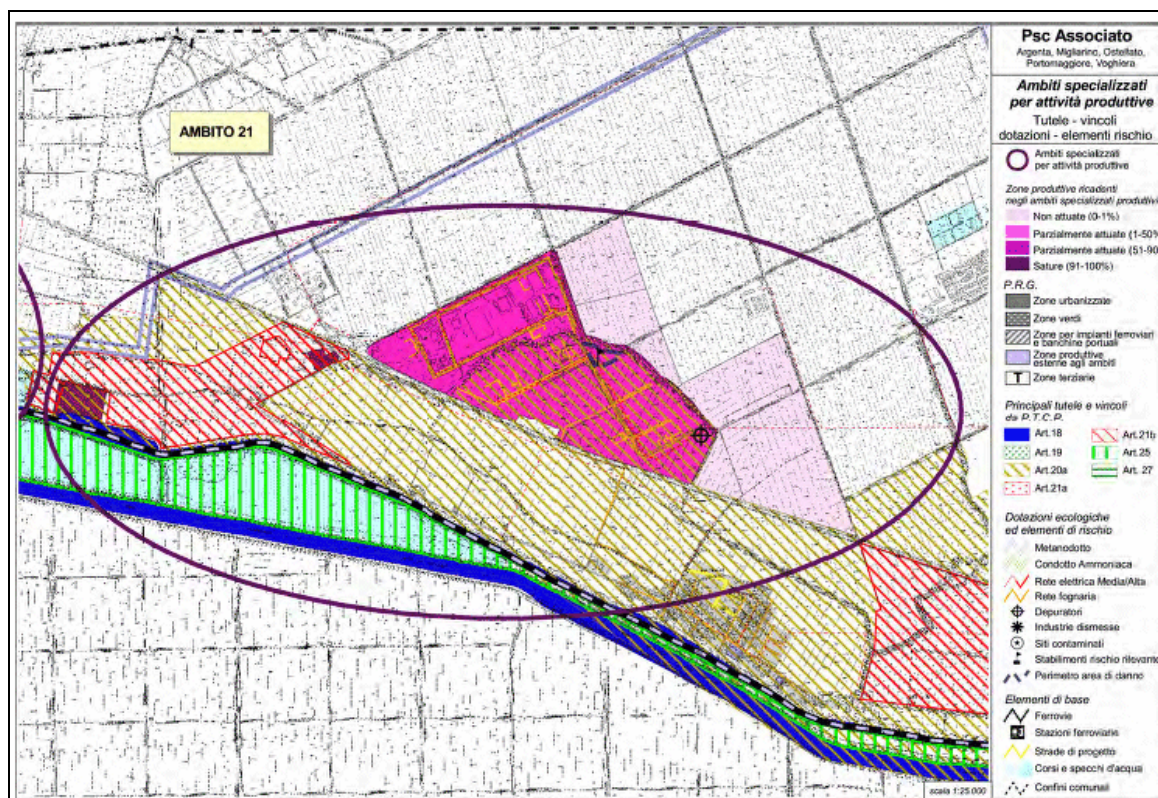 AMBITO 21
Psc Associato
Argenta, Migliarino, Ostellato,
Portomaggiore, Voghiera
Ambiti specializzati
per attività produttive
Tutele - vincoli
dotazioni - elementi rischio
Ambiti specializzati
per attività produttive
Zone produttive ricadenti
negli ambiti specializzati produttivi
Non attuate (0-1%)
Parzialmente attuate (1-50%
Parzialmente attuate (51-90
Sature (91-100%)
P.R.G.
Zone urbanizzate
Zone verdi
Zone per impianti ferroviari
e banchine portuali
Zone produttive
esterne agli ambiti
T Zone terziarie
Principali tutele e vincoli
da P.T.C.P.
Art.18
Art.19
Art.20a
Art.21a
Art.21b
Art.25
Art. 27
Dotazioni ecologiche
ed elementi di rischio
Metanodotto
Condotto Ammoniaca
Rete elettrica Media/Alta
Rete fognaria
Depuratori
Industrie dismesse
Siti contaminati
Stabilimenti rischio rilevante
Perimetro area di danno
Elementi di base
Ferrovie
Stazioni ferroviarie
Strade di progetto
Corsi e specchi d'acqua
Confini comunali
scala 1:25.000